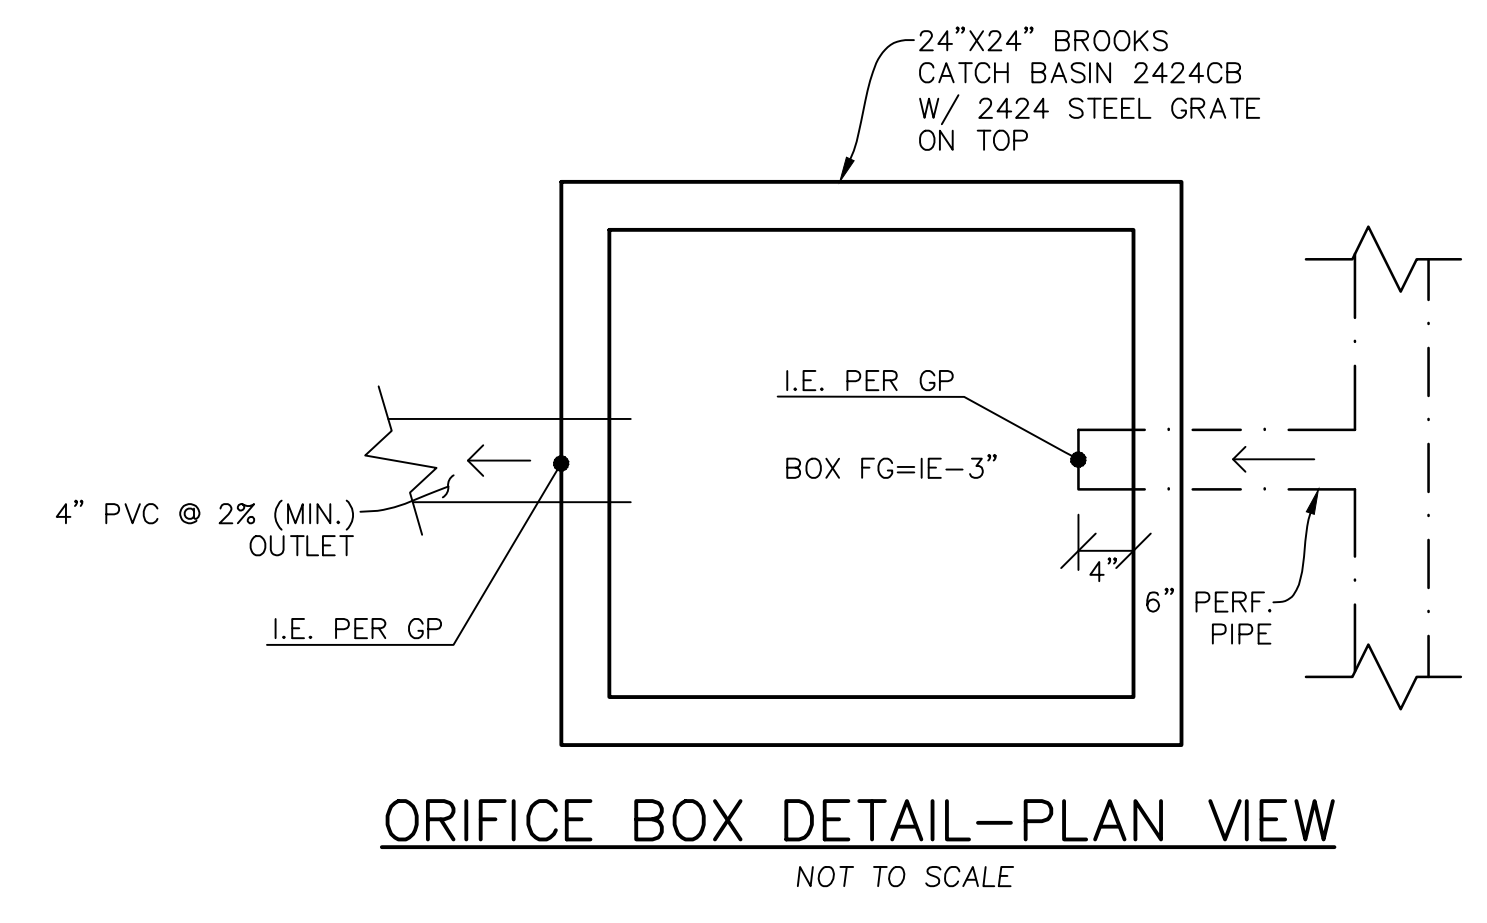 24”X24” BROOKS
CATCH BASIN 2424CB
W/ 2424 STEEL GRATE
ON TOP
I.E. PER GP
BOX FG=IE-3”
4” PVC @ 2% (MIN.)
OUTLET
4”
6” PERF.
PIPE
I.E. PER GP
ORIFICE BOX DETAIL-PLAN VIEW
NOT TO SCALE